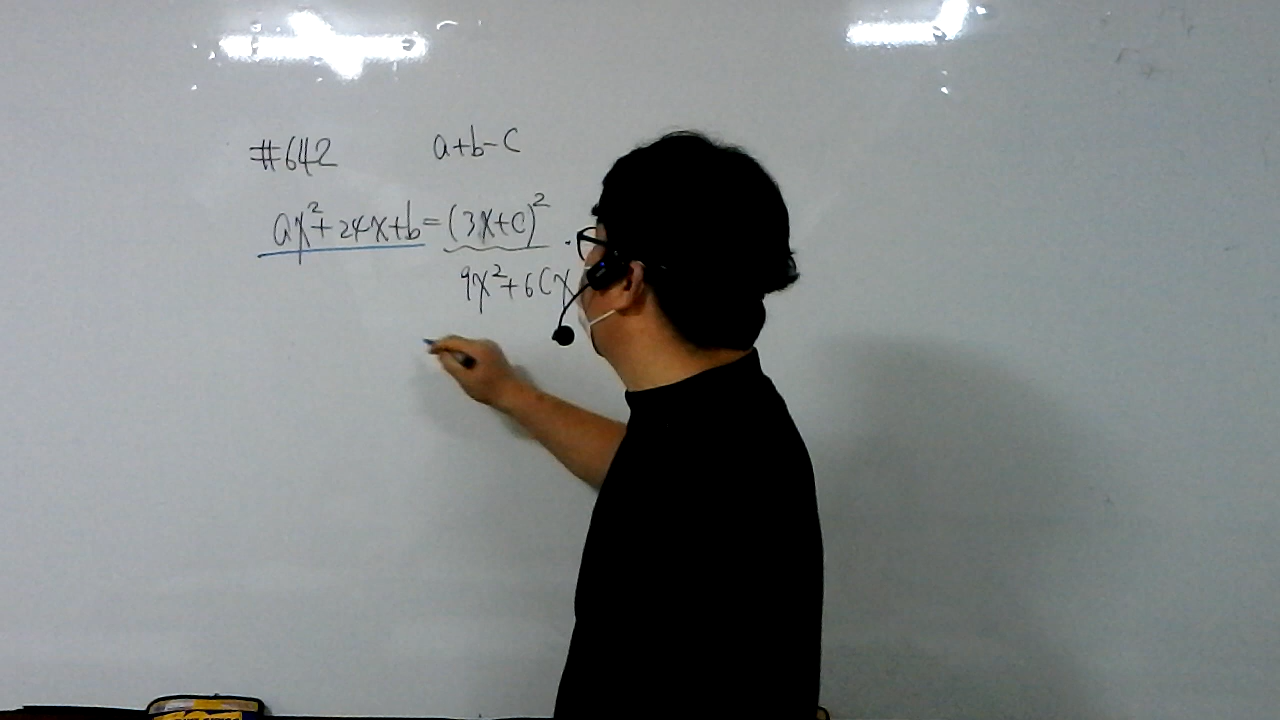 #642 a+b-c
ax²+24x+b=(3x+c)²
9x²+6cx